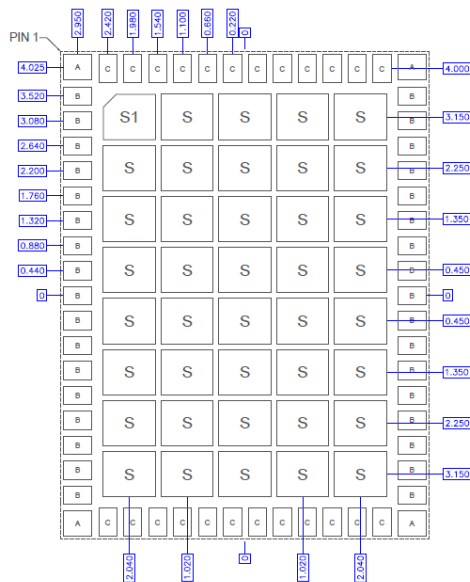 2.950 2.420 1.980 1.540 1.100 0.660 0.220 0
PIN 1
4.025 A C C C C C C C C C C C C A 4.000
3.520 B B
3.080 B S1 S S S S B 3.150
2.640 B B
2.200 B S S S S S B 2.250
1.760 B B
1.320 B S S S S S B 1.350
0.880 B B
0.440 B S S S S S B 0.450
0 B B 0
B S S S S S B 0.450
B B
B S S S S S B 1.350
B B
B S S S S S B 2.250
B B
B S S S S S B 3.150
B B
A C C C C C C C C C C C C A
2.040 1.020 0 1.020 2.040